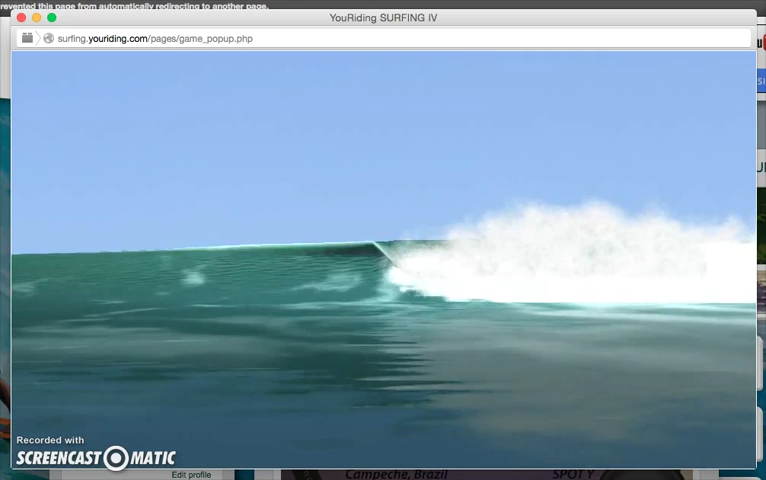 revented this page from automatically redirecting to another page.
YouRiding SURFING IV
surfing.youriding.com/pages/game_popup.php
Recorded with
SCREENCAST-O-MATIC
Edit profile
Campeche, Brazil
SPOT Y